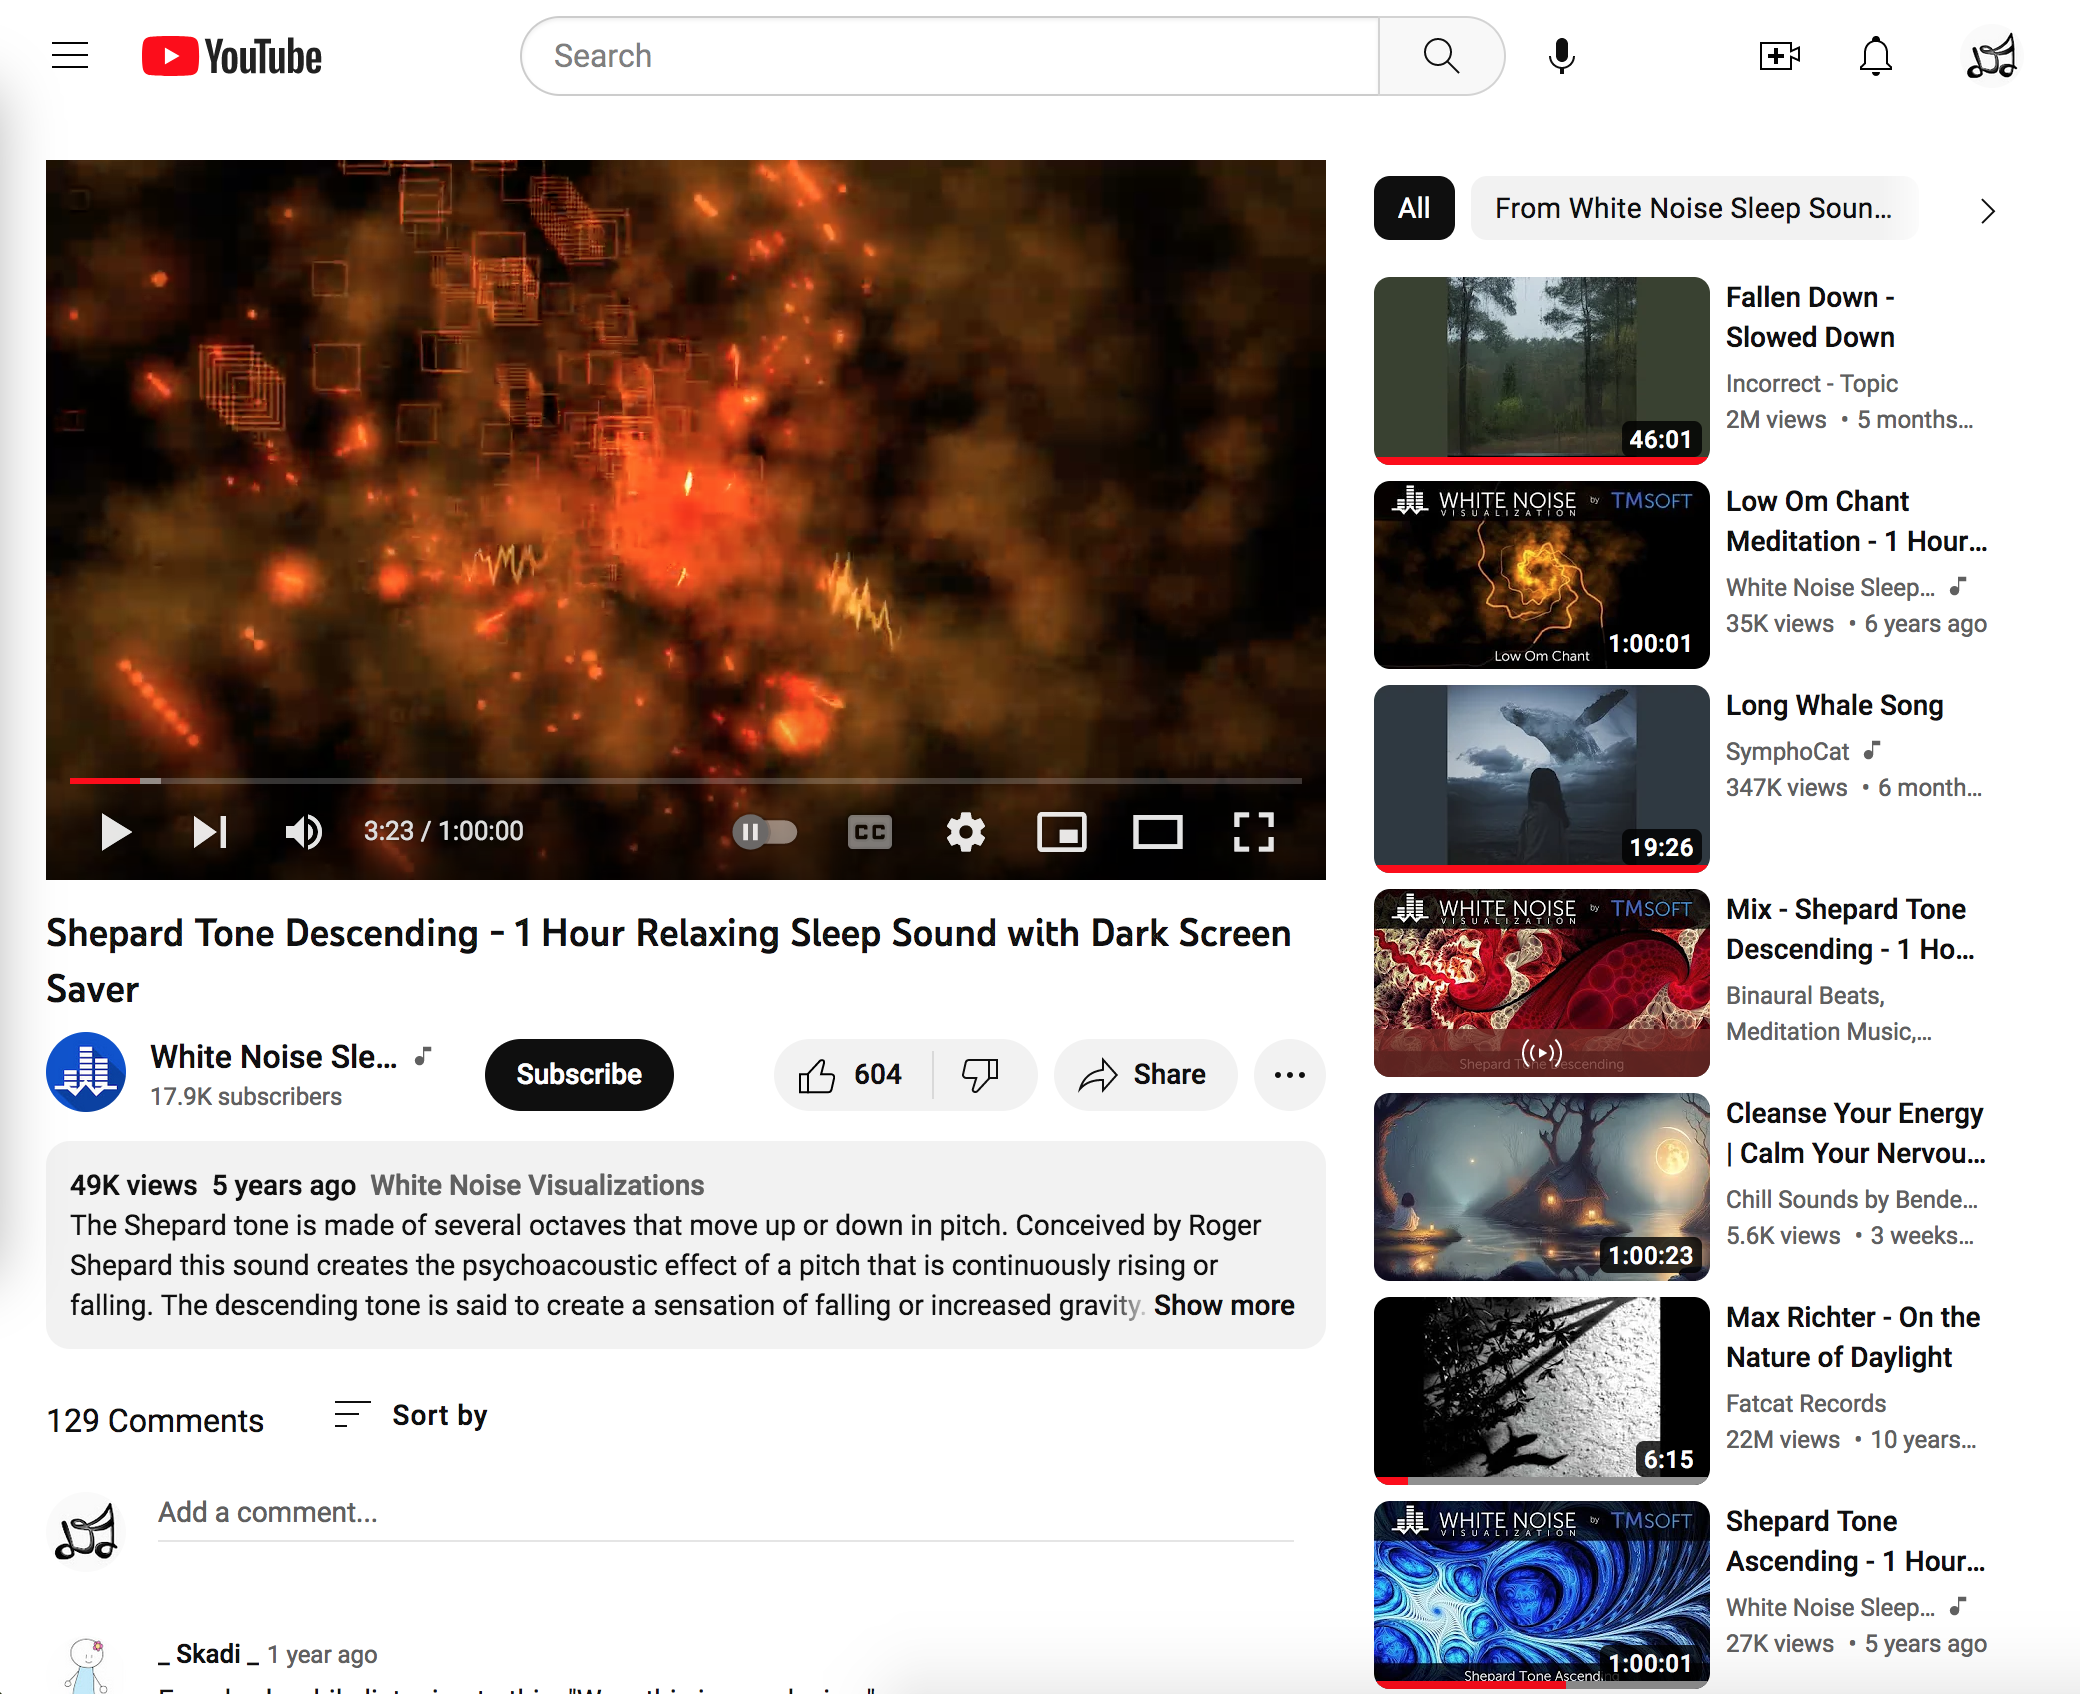 YouTube
Search
All
From White Noise Sleep Soun...
3:23 / 1:00:00
CC
Shepard Tone Descending - 1 Hour Relaxing Sleep Sound with Dark Screen
Saver
White Noise Sle...
17.9K subscribers
Subscribe
604
Share
49K views 5 years ago White Noise Visualizations
The Shepard tone is made of several octaves that move up or down in pitch. Conceived by Roger
Shepard this sound creates the psychoacoustic effect of a pitch that is continuously rising or
falling. The descending tone is said to create a sensation of falling or increased gravity. Show more
129 Comments
Sort by
Add a comment...
_ Skadi _ 1 year ago
46:01
Fallen Down -
Slowed Down
Incorrect - Topic
2M views • 5 months...
WHITE NOISE by TMSOFT
VISUALIZATION
Low Om Chant
1:00:01
Low Om Chant
Meditation - 1 Hour...
White Noise Sleep...
35K views • 6 years ago
19:26
Long Whale Song
SymphoCat
347K views • 6 month...
WHITE NOISE by TMSOFT
VISUALIZATION
Shepard Tone Descending
Mix - Shepard Tone
Descending - 1 Ho...
Binaural Beats,
Meditation Music,...
1:00:23
Cleanse Your Energy
| Calm Your Nervou...
Chill Sounds by Bende...
5.6K views • 3 weeks...
6:15
Max Richter - On the
Nature of Daylight
Fatcat Records
22M views • 10 years...
WHITE NOISE by TMSOFT
VISUALIZATION
Shepard Tone Ascend
1:00:01
Shepard Tone
Ascending - 1 Hour...
White Noise Sleep...
27K views • 5 years ago